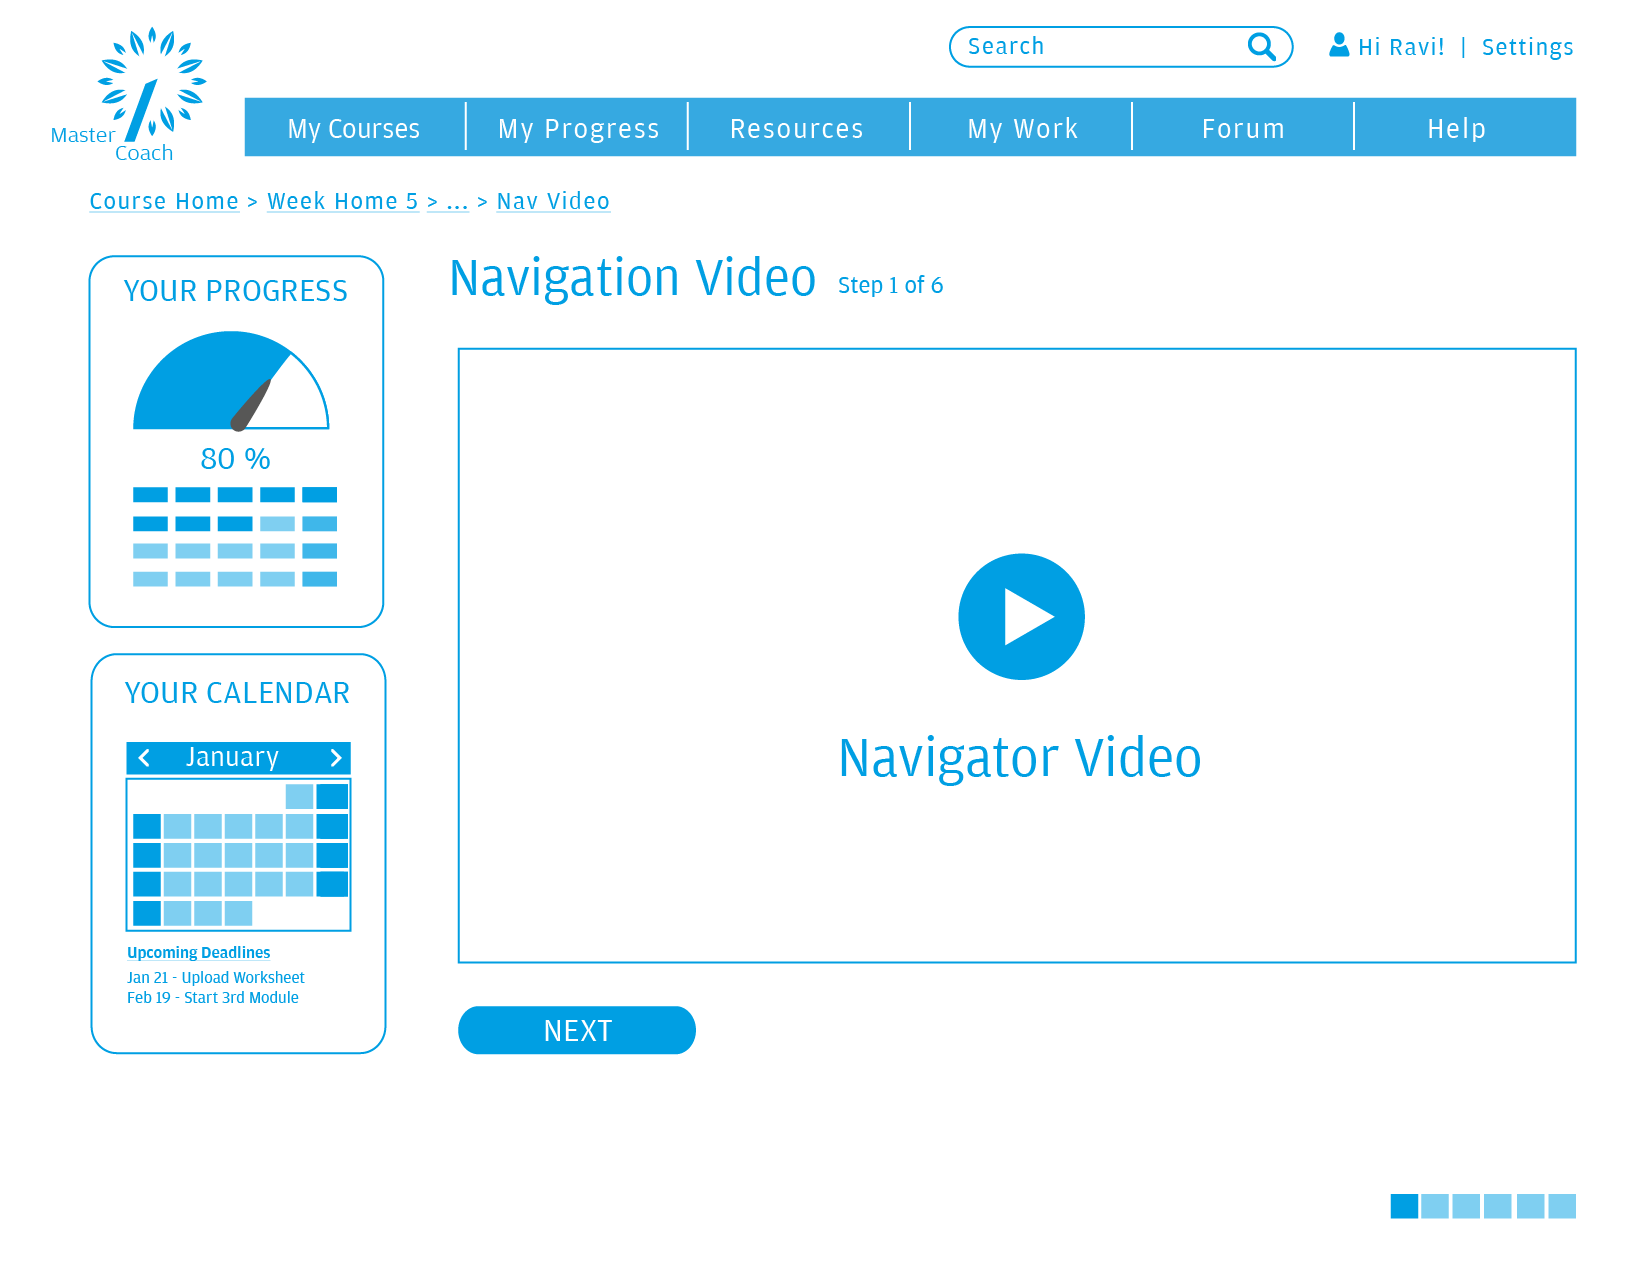 Master
Coach
Search
Hi Ravi! | Settings
My Courses
My Progress
Resources
My Work
Forum
Help
Course Home > Week Home 5 > ... > Nav Video
YOUR PROGRESS
80 %
YOUR CALENDAR
January
Upcoming Deadlines
Jan 21 - Upload Worksheet
Feb 19 - Start 3rd Module
Navigation Video Step 1 of 6
Navigator Video
NEXT